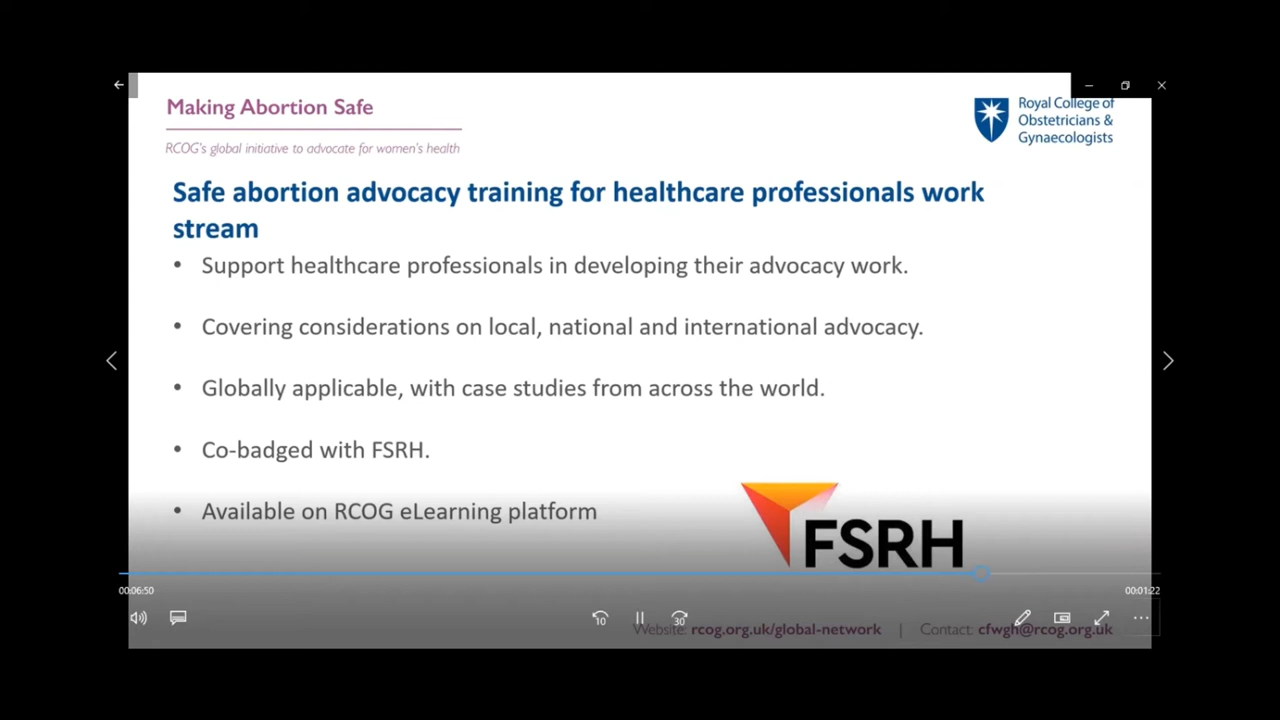 Making Abortion Safe
RCOG's global initiative to advocate for women's health
Royal College of
Obstetricians &
Gynaecologists
Safe abortion advocacy training for healthcare professionals work
stream
• Support healthcare professionals in developing their advocacy work.
• Covering considerations on local, national and international advocacy.
• Globally applicable, with case studies from across the world.
• Co-badged with FSRH.
• Available on RCOG eLearning platform
FSRH
00:06:50
00:01:22
10
30
Website: rcog.org.uk/global-network | Contact: cfwgh@rcog.org.uk